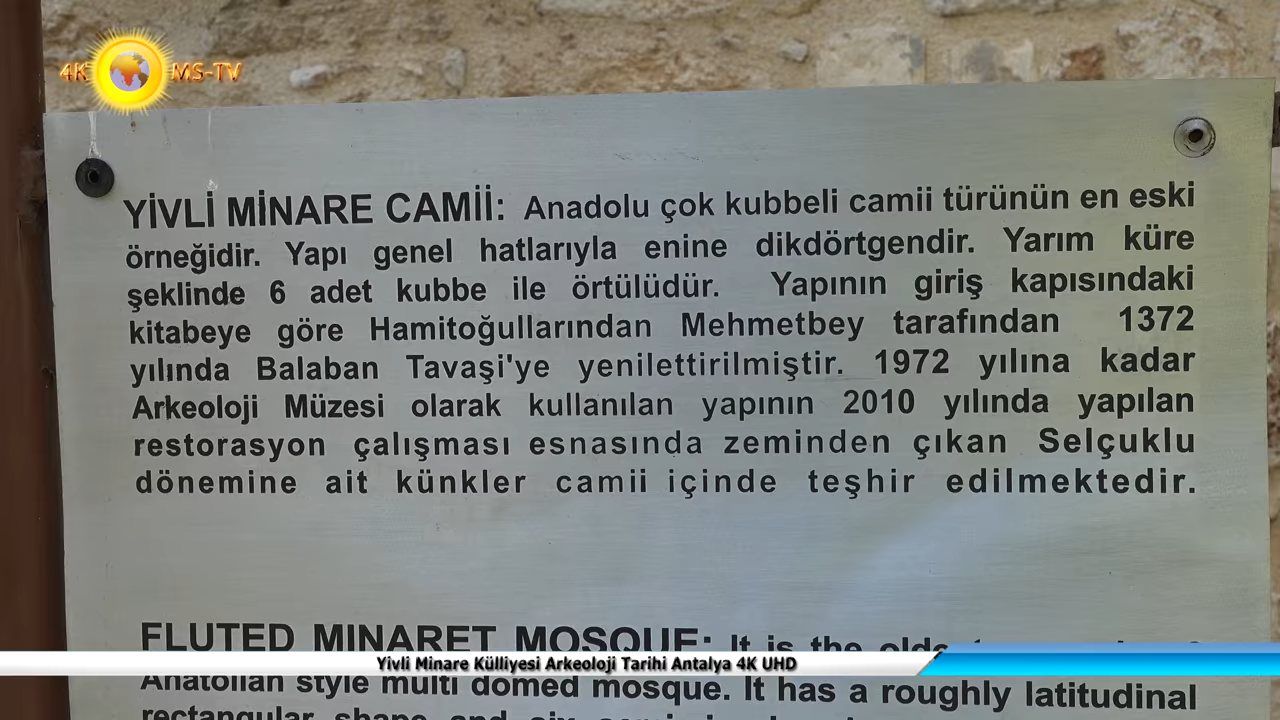 4K MS-TV
YİVLİ MİNARE CAMİİ: Anadolu çok kubbeli camii türünün en eski
örneğidir. Yapı genel hatlarıyla enine dikdörtgendir. Yarım küre
şeklinde 6 adet kubbe ile örtülüdür. Yapının giriş kapısındaki
kitabeye göre Hamitoğullarından Mehmetbey tarafından 1372
yılında Balaban Tavaşi'ye yenilettirilmiştir. 1972 yılına kadar
Arkeoloji Müzesi olarak kullanılan yapının 2010 yılında yapılan
restorasyon çalışması esnasında zeminden çıkan Selçuklu
dönemine ait künkler camii içinde teşhir edilmektedir.
FLUTED MINARET MOSQUE: It is the
Yivli Minare Külliyesi Arkeoloji Tarihi Antalya 4K UHD
Anatolian style multi domed mosque. It has a roughly latitudinal
rectangular shape and six